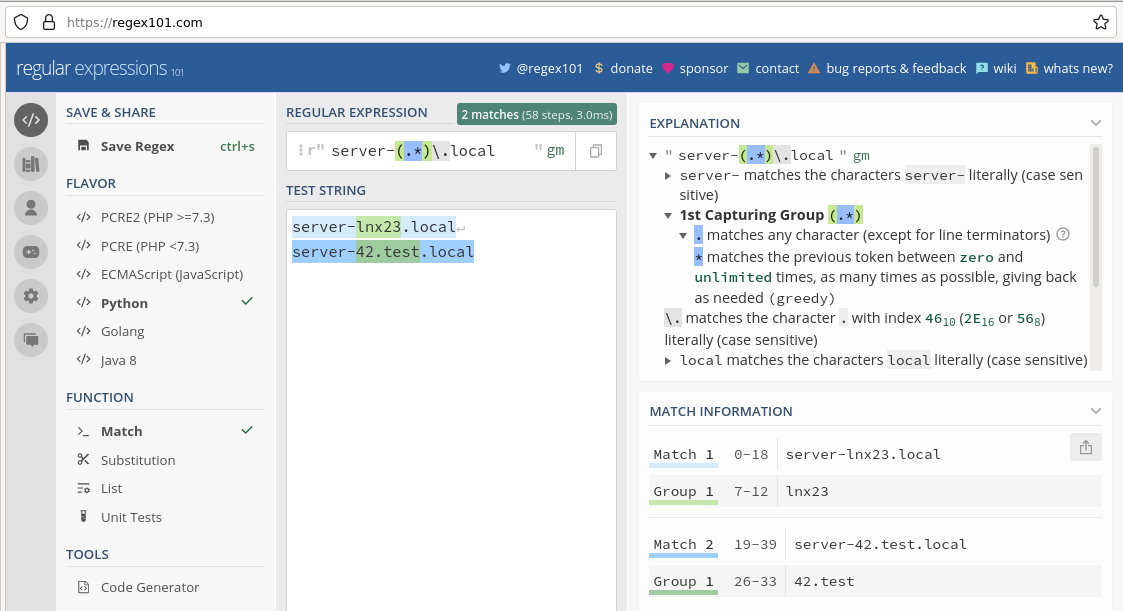 https://regex101.com
regular expressions 101
@regex101 $ donate sponsor contact bug reports & feedback wiki whats new?
SAVE & SHARE
Save Regex ctrl+s
FLAVOR
</> PCRE2 (PHP >=7.3)
</> PCRE (PHP <7.3)
</> ECMAScript (JavaScript)
</> Python
</> Golang
</> Java 8
FUNCTION
>_ Match
Substitution
List
Unit Tests
TOOLS
Code Generator
REGULAR EXPRESSION 2 matches (58 steps, 3.0ms)
r" server-(.*)\.local " gm
TEST STRING
server-lnx23.local↵
server-42.test.local
EXPLANATION
" server-(.*)\.local " gm
server- matches the characters server- literally (case sen
sitive)
1st Capturing Group (.*)
. matches any character (except for line terminators)
* matches the previous token between zero and
unlimited times, as many times as possible, giving back
as needed (greedy)
\. matches the character . with index 46₁₀ (2E₁₆ or 56₈)
literally (case sensitive)
local matches the characters local literally (case sensitive)
MATCH INFORMATION
Match 1 0-18 server-lnx23.local
Group 1 7-12 lnx23
Match 2 19-39 server-42.test.local
Group 1 26-33 42.test